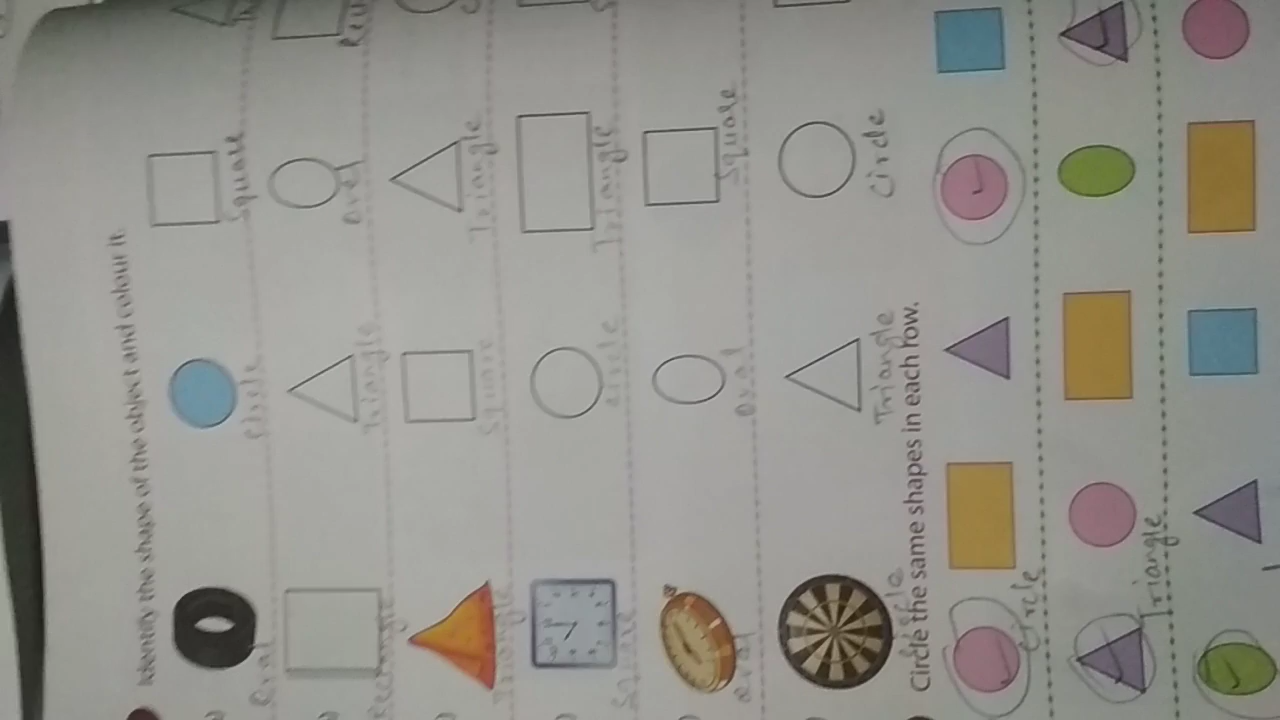 Identify the shape of the object and colour it.
Oval Circle Square
Rectangle Triangle Oval
Triangle Square Triangle
Square circle Triangle
oval Oval Square
Circle Triangle Circle
Circle the same shapes in each row.
Circle
Triangle